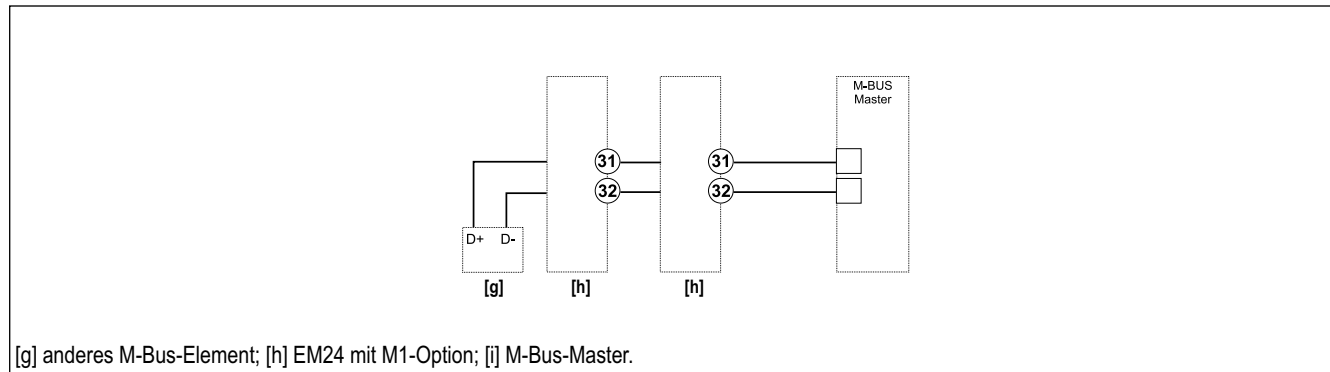 M-BUS
Master
31 31
32 32
D+ D-
[g] [h] [h]
[g] anderes M-Bus-Element; [h] EM24 mit M1-Option; [i] M-Bus-Master.